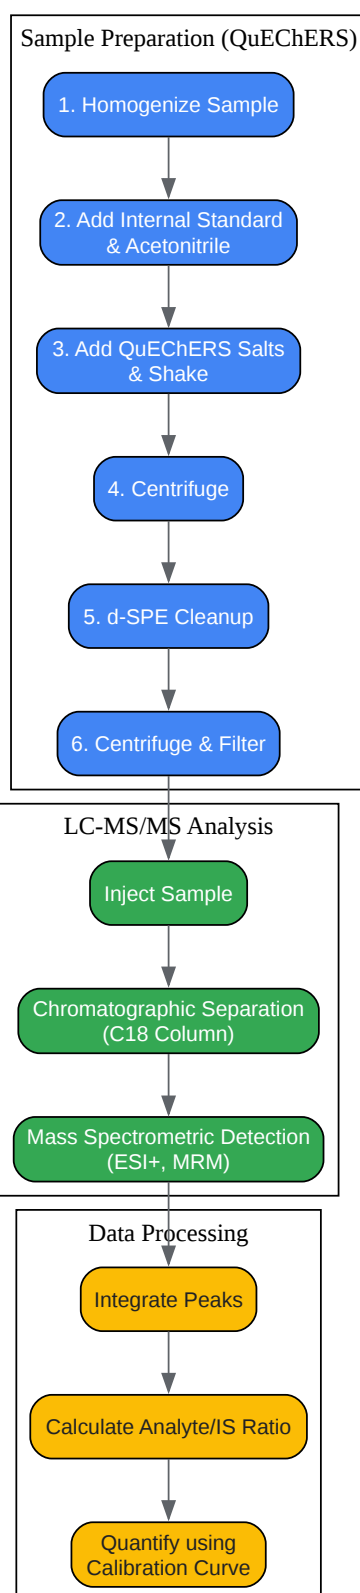 Sample Preparation (QuEChERS)
1. Homogenize Sample
2. Add Internal Standard
& Acetonitrile
3. Add QuEChERS Salts
& Shake
4. Centrifuge
5. d-SPE Cleanup
6. Centrifuge & Filter
LC-MS/MS Analysis
Inject Sample
Chromatographic Separation
(C18 Column)
Mass Spectrometric Detection
(ESI+, MRM)
Data Processing
Integrate Peaks
Calculate Analyte/IS Ratio
Quantify using
Calibration Curve